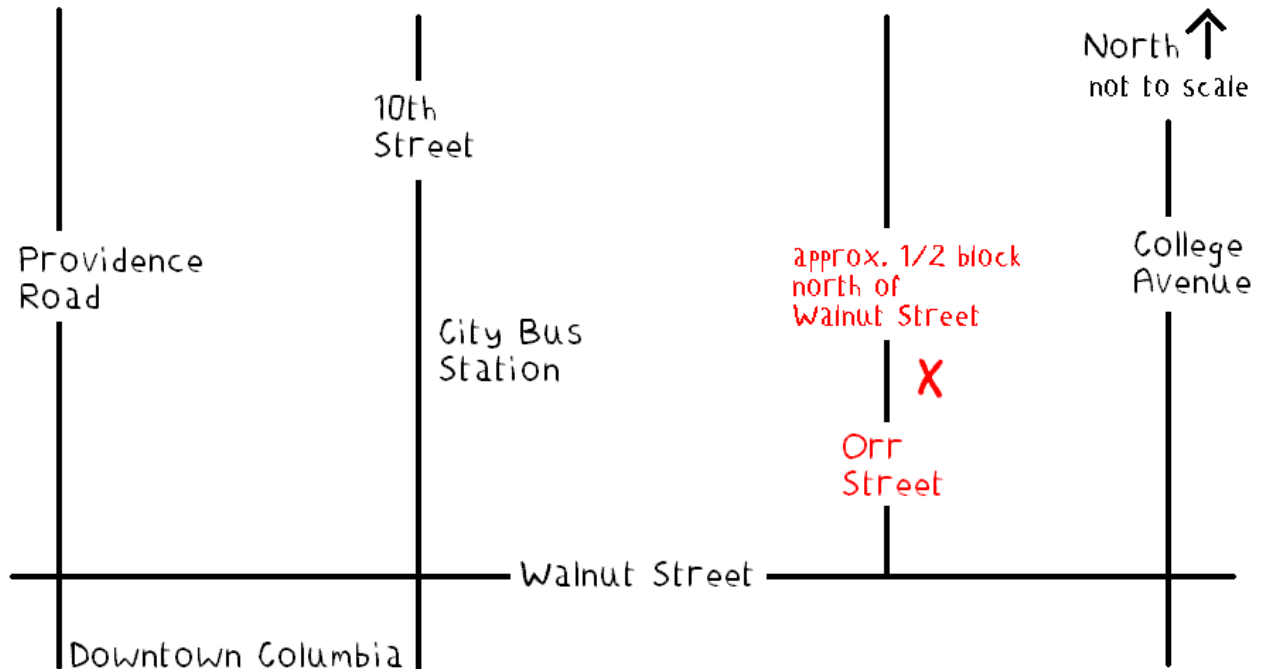 North
not to scale
10th
Street
Providence
Road
City Bus
Station
approx. 1/2 block
north of
Walnut Street
X
College
Avenue
Orr
Street
Walnut Street
Downtown Columbia